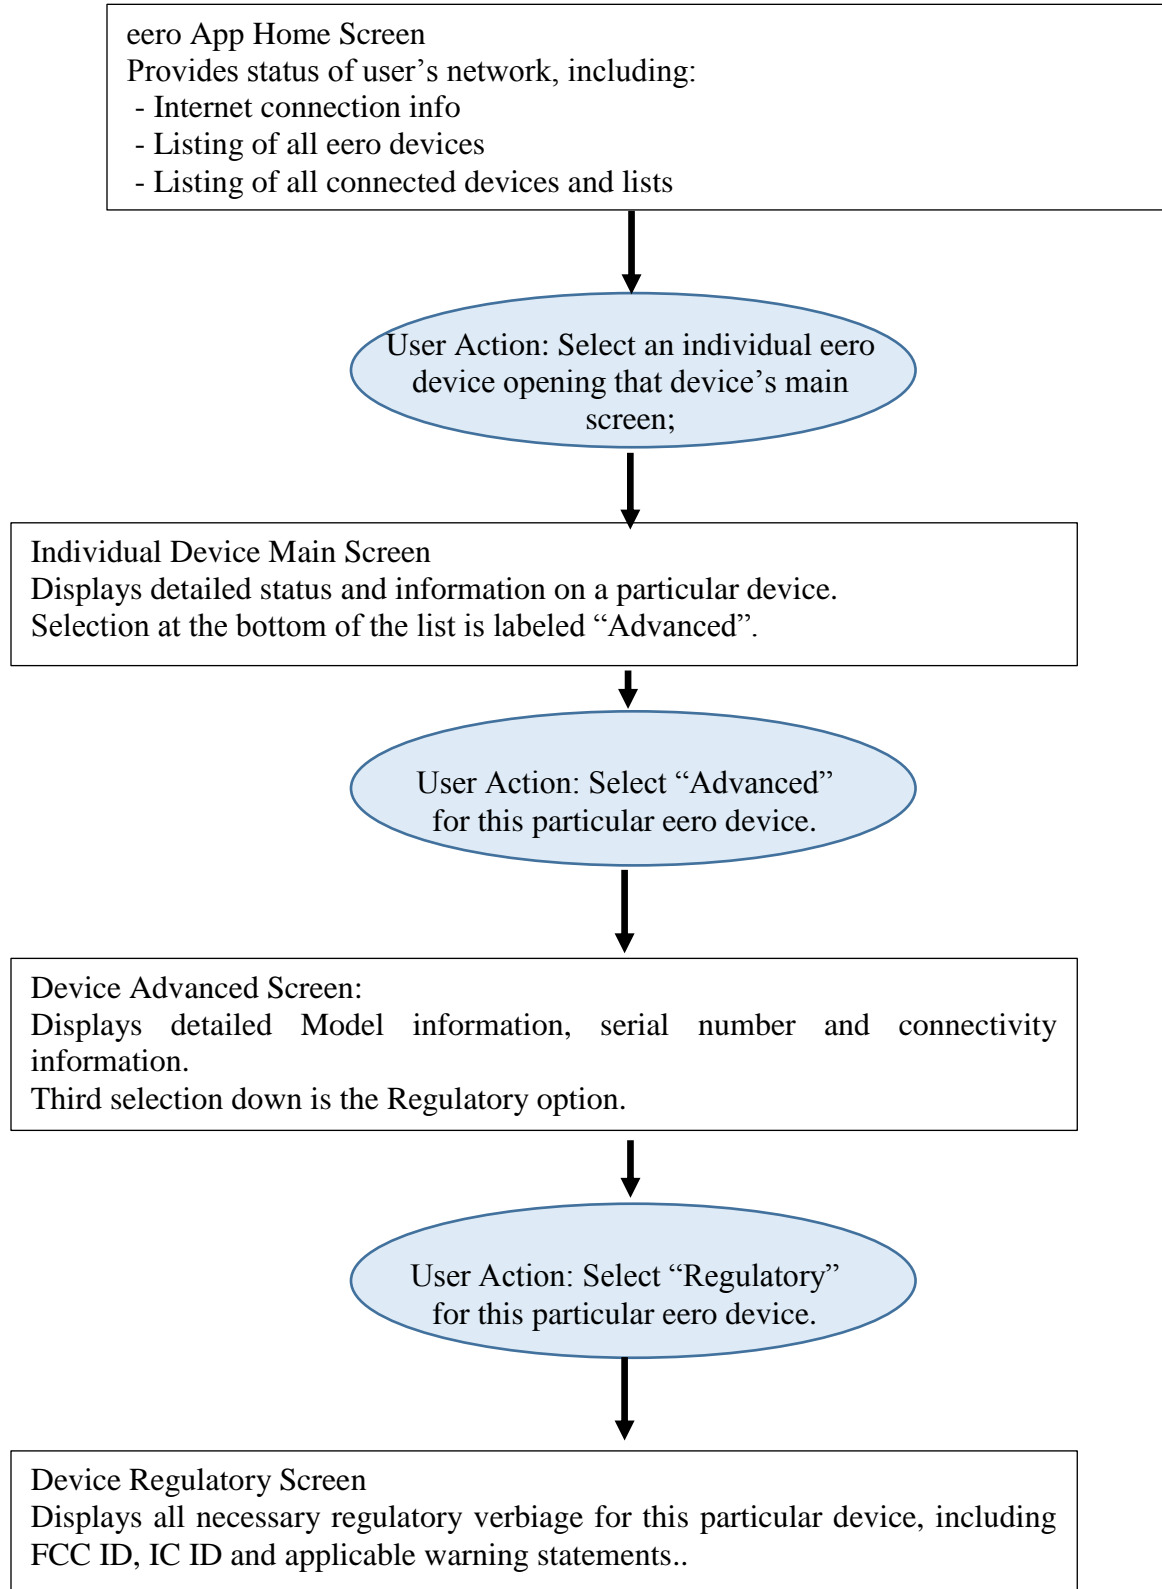 eero App Home Screen
Provides status of user’s network, including:
- Internet connection info
- Listing of all eero devices
- Listing of all connected devices and lists
User Action: Select an individual eero
device opening that device’s main
screen;
Individual Device Main Screen
Displays detailed status and information on a particular device.
Selection at the bottom of the list is labeled “Advanced”.
User Action: Select “Advanced”
for this particular eero device.
Device Advanced Screen:
Displays detailed Model information, serial number and connectivity
information.
Third selection down is the Regulatory option.
User Action: Select “Regulatory”
for this particular eero device.
Device Regulatory Screen
Displays all necessary regulatory verbiage for this particular device, including
FCC ID, IC ID and applicable warning statements..